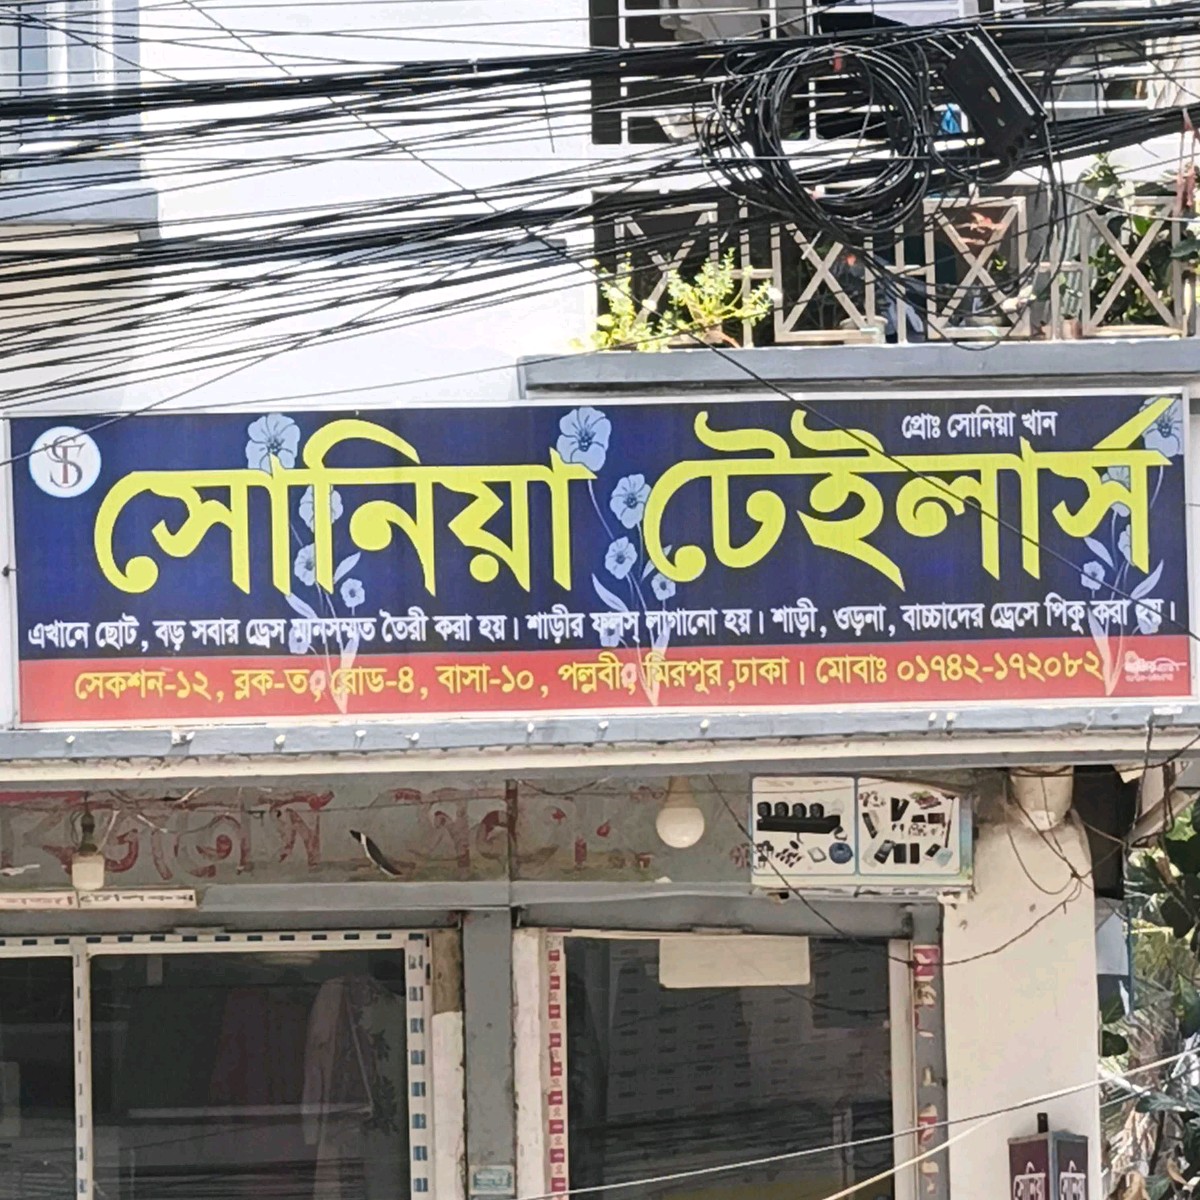 প্রোঃ সোনিয়া খান
ST
সোনিয়া টেইলার্স
এখানে ছোট, বড় সবার ড্রেস মানসম্মত তৈরী করা হয়। শাড়ীর ফলস্ লাগানো হয়। শাড়ী, ওড়না, বাচ্চাদের ড্রেসে পিকু করা হয়।
সেকশন-১২, ব্লক-ত, রোড-৪, বাসা-১০, পল্লবী, মিরপুর, ঢাকা। মোবাঃ ০১৭৪২-১৭২০৮২
সোনিয়া
সোনিয়া